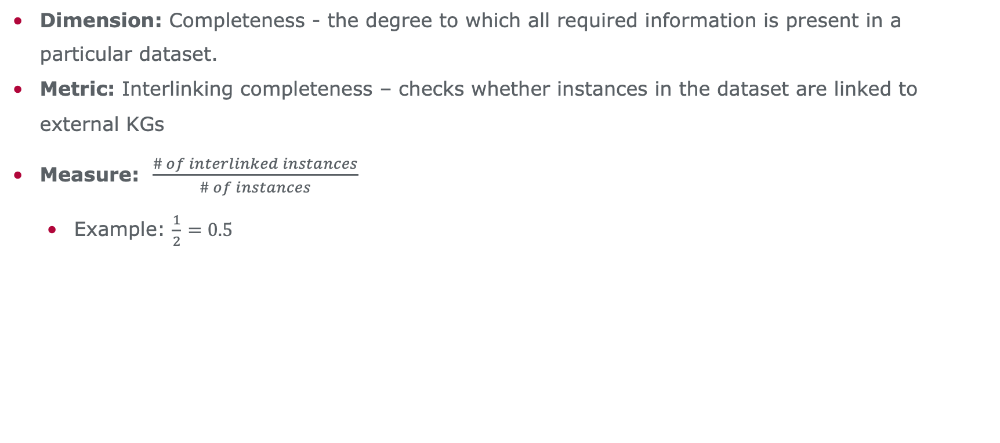 • Dimension: Completeness - the degree to which all required information is present in a
particular dataset.
• Metric: Interlinking completeness – checks whether instances in the dataset are linked to
external KGs
• Measure: # of interlinked instances / # of instances
• Example: 1/2 = 0.5